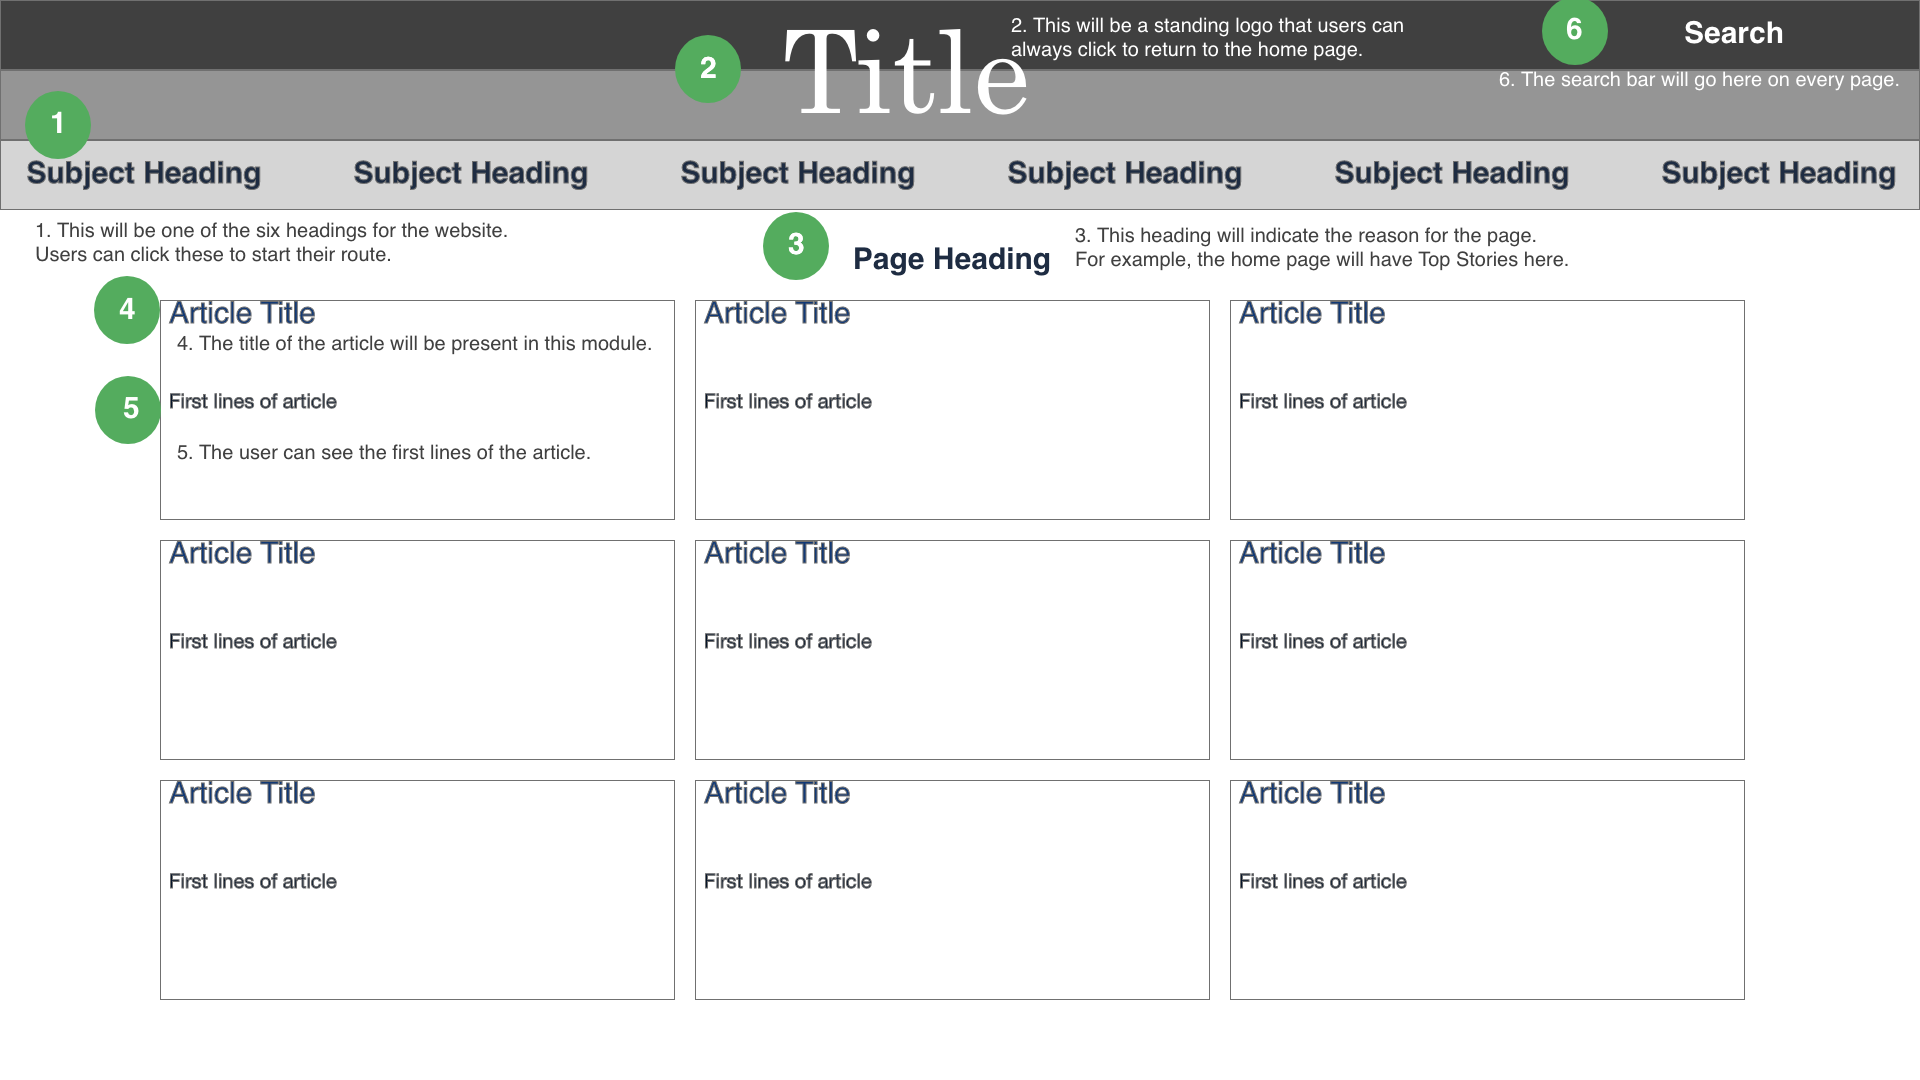 2. This will be a standing logo that users can
always click to return to the home page.
6
Search
2
Title
6. The search bar will go here on every page.
1
Subject Heading
Subject Heading
Subject Heading
Subject Heading
Subject Heading
Subject Heading
1. This will be one of the six headings for the website.
Users can click these to start their route.
3
Page Heading
3. This heading will indicate the reason for the page.
For example, the home page will have Top Stories here.
4
Article Title
4. The title of the article will be present in this module.
5
First lines of article
5. The user can see the first lines of the article.
Article Title
First lines of article
Article Title
First lines of article
Article Title
First lines of article
Article Title
First lines of article
Article Title
First lines of article
Article Title
First lines of article
Article Title
First lines of article
Article Title
First lines of article